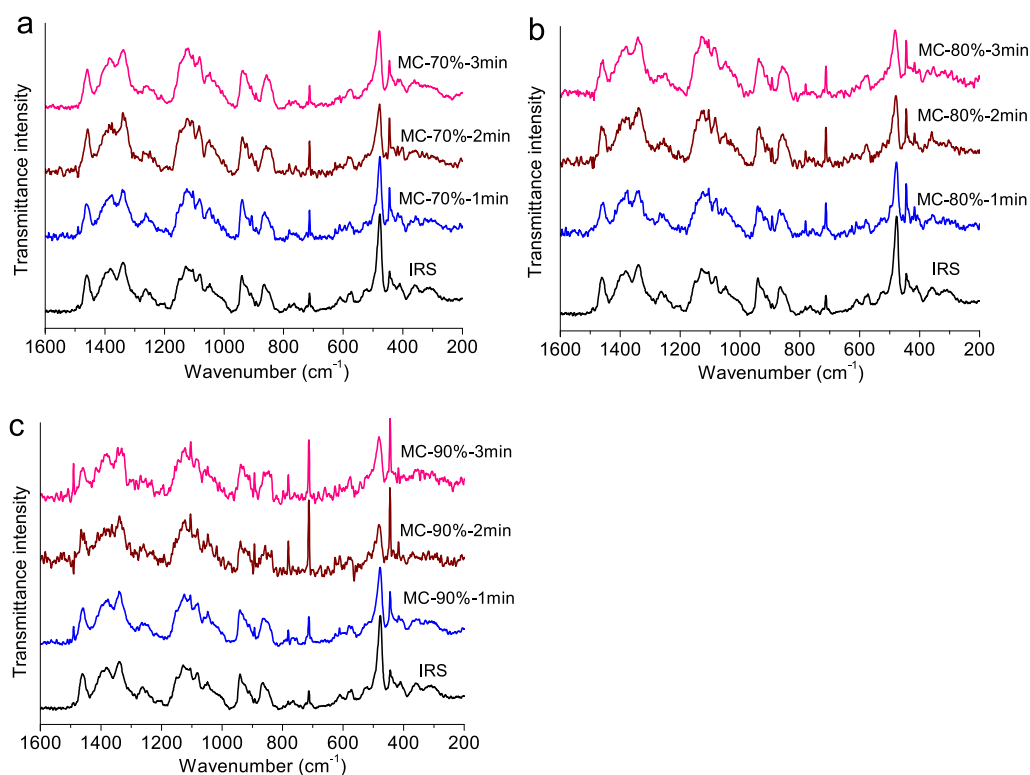 a
MC-70%-3min
MC-70%-2min
MC-70%-1min
IRS
Transmittance intensity
1600 1400 1200 1000 800 600 400 200
Wavenumber (cm⁻¹)
b
MC-80%-3min
MC-80%-2min
MC-80%-1min
IRS
Transmittance intensity
1600 1400 1200 1000 800 600 400 200
Wavenumber (cm⁻¹)
c
MC-90%-3min
MC-90%-2min
MC-90%-1min
IRS
Transmittance intensity
1600 1400 1200 1000 800 600 400 200
Wavenumber (cm⁻¹)